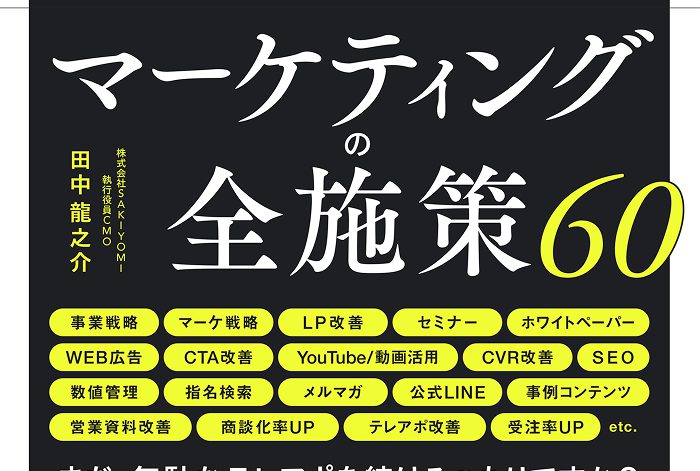 マーケティング
の
全施策60
株式会社SAKIYOMI
執行役員CMO
田中 龍之介
事業戦略 マーケ戦略 LP改善 セミナー ホワイトペーパー
WEB広告 CTA改善 YouTube/動画活用 CVR改善 SEO
数値管理 指名検索 メルマガ 公式LINE 事例コンテンツ
営業資料改善 商談化率UP テレアポ改善 受注率UP etc.